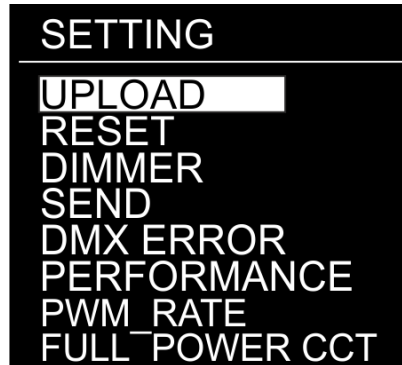 SETTING
UPLOAD
RESET
DIMMER
SEND
DMX ERROR
PERFORMANCE
PWM_RATE
FULL_POWER CCT